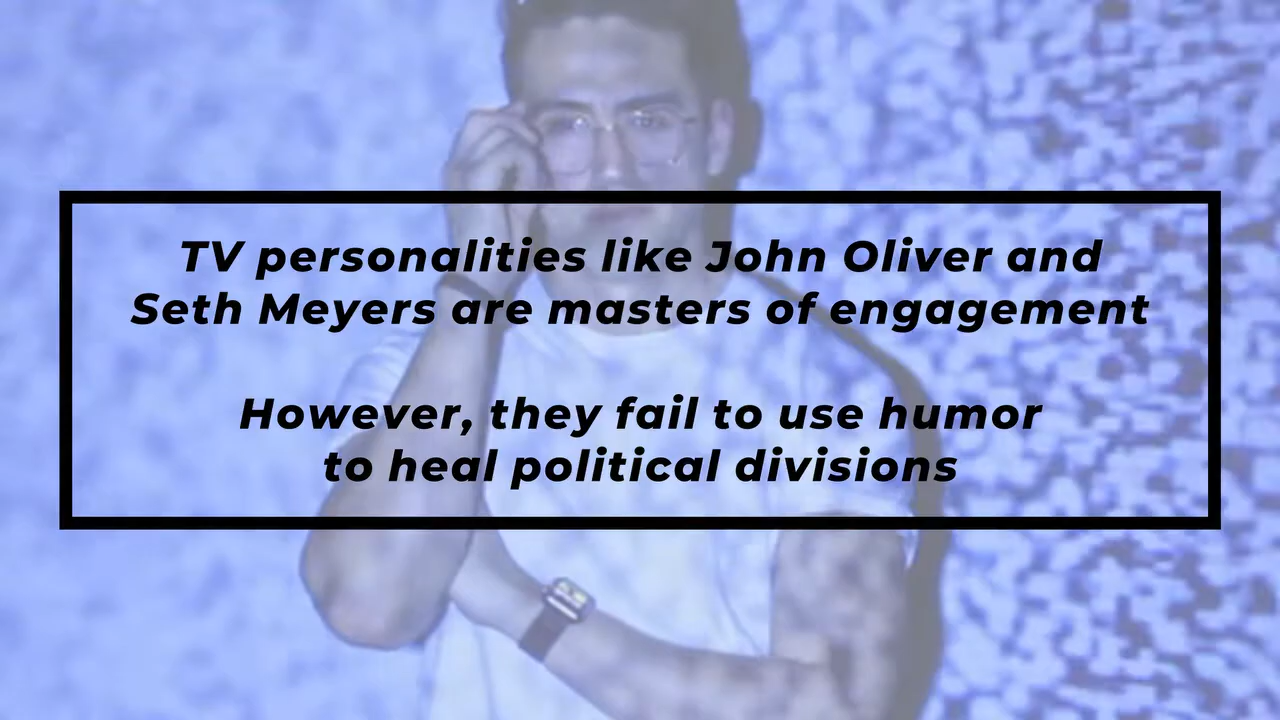 TV personalities like John Oliver and
Seth Meyers are masters of engagement
However, they fail to use humor
to heal political divisions